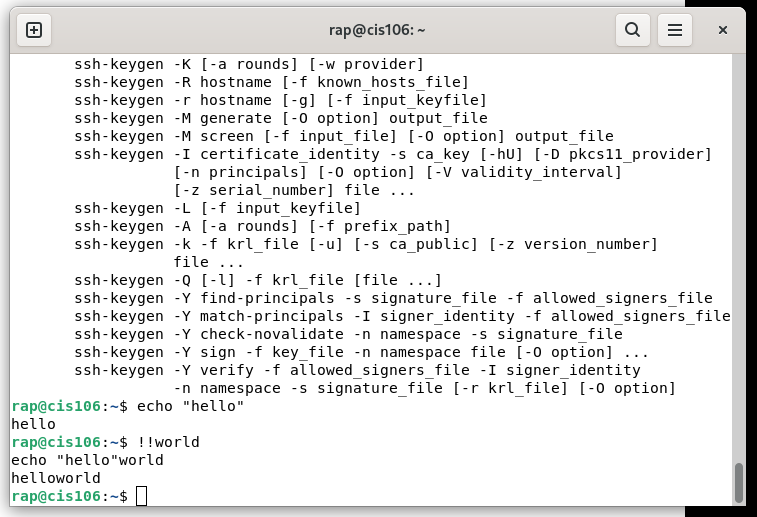 rap@cis106: ~
ssh-keygen -K [-a rounds] [-w provider]
ssh-keygen -R hostname [-f known_hosts_file]
ssh-keygen -r hostname [-g] [-f input_keyfile]
ssh-keygen -M generate [-O option] output_file
ssh-keygen -M screen [-f input_file] [-O option] output_file
ssh-keygen -I certificate_identity -s ca_key [-hU] [-D pkcs11_provider]
[-n principals] [-O option] [-V validity_interval]
[-z serial_number] file ...
ssh-keygen -L [-f input_keyfile]
ssh-keygen -A [-a rounds] [-f prefix_path]
ssh-keygen -k -f krl_file [-u] [-s ca_public] [-z version_number]
file ...
ssh-keygen -Q [-l] -f krl_file [file ...]
ssh-keygen -Y find-principals -s signature_file -f allowed_signers_file
ssh-keygen -Y match-principals -I signer_identity -f allowed_signers_file
ssh-keygen -Y check-novalidate -n namespace -s signature_file
ssh-keygen -Y sign -f key_file -n namespace file [-O option] ...
ssh-keygen -Y verify -f allowed_signers_file -I signer_identity
-n namespace -s signature_file [-r krl_file] [-O option]
rap@cis106:~$ echo "hello"
hello
rap@cis106:~$ !!world
echo "hello"world
helloworld
rap@cis106:~$